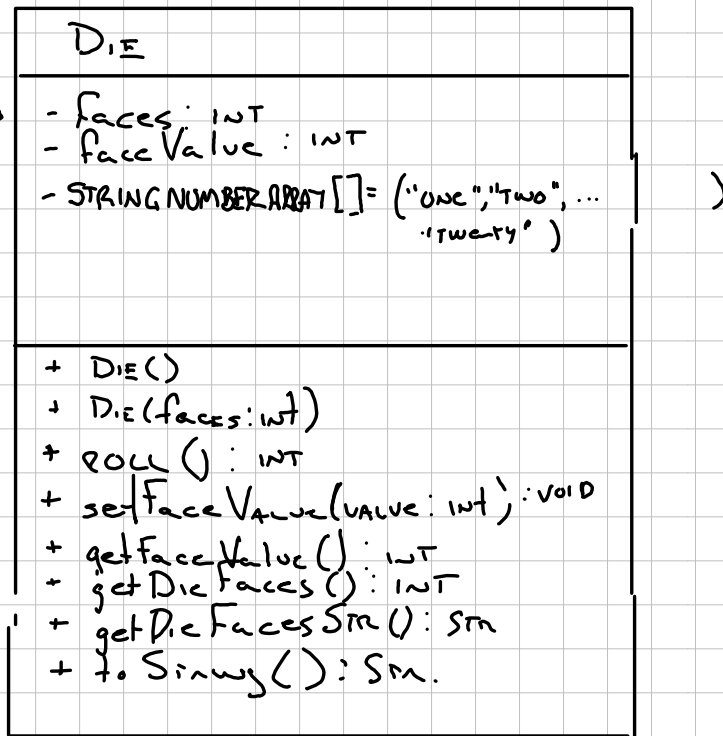 DIE
- faces: INT
- faceValue: INT
- STRINGNUMBERARRAY[] = ("ONE","TWO", ...
"Twenty" )
+ DIE()
+ DIE(faces:int)
+ ROLL(): INT
+ setFaceValue(VALUE: INT): VOID
+ getFaceValue(): INT
+ getDieFaces(): INT
+ getDieFacesStr(): STR
+ toString(): STR.